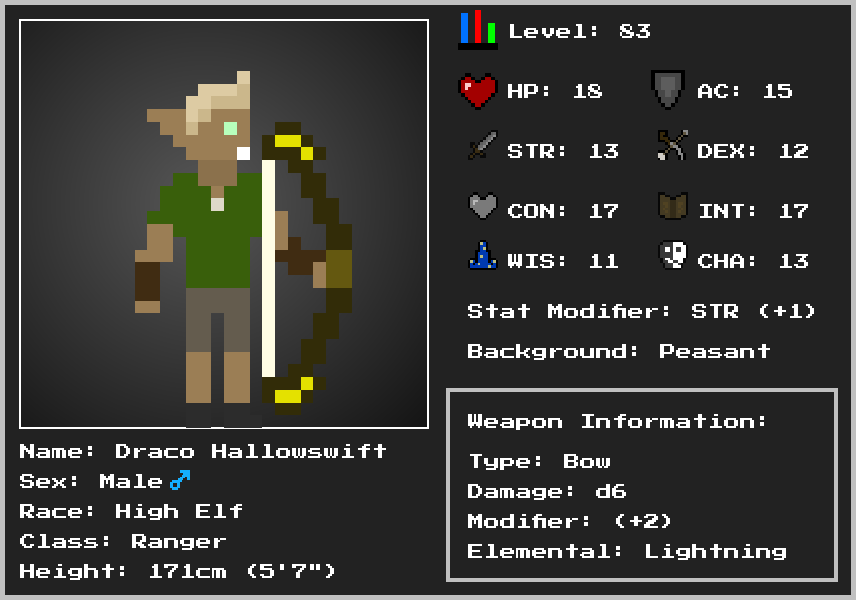 Level: 83
HP: 18
AC: 15
STR: 13
DEX: 12
CON: 17
INT: 17
WIS: 11
CHA: 13
Stat Modifier: STR (+1)
Background: Peasant
Weapon Information:
Type: Bow
Damage: d6
Modifier: (+2)
Elemental: Lightning
Name: Draco Hallowswift
Sex: Male ♂
Race: High Elf
Class: Ranger
Height: 171cm (5'7")